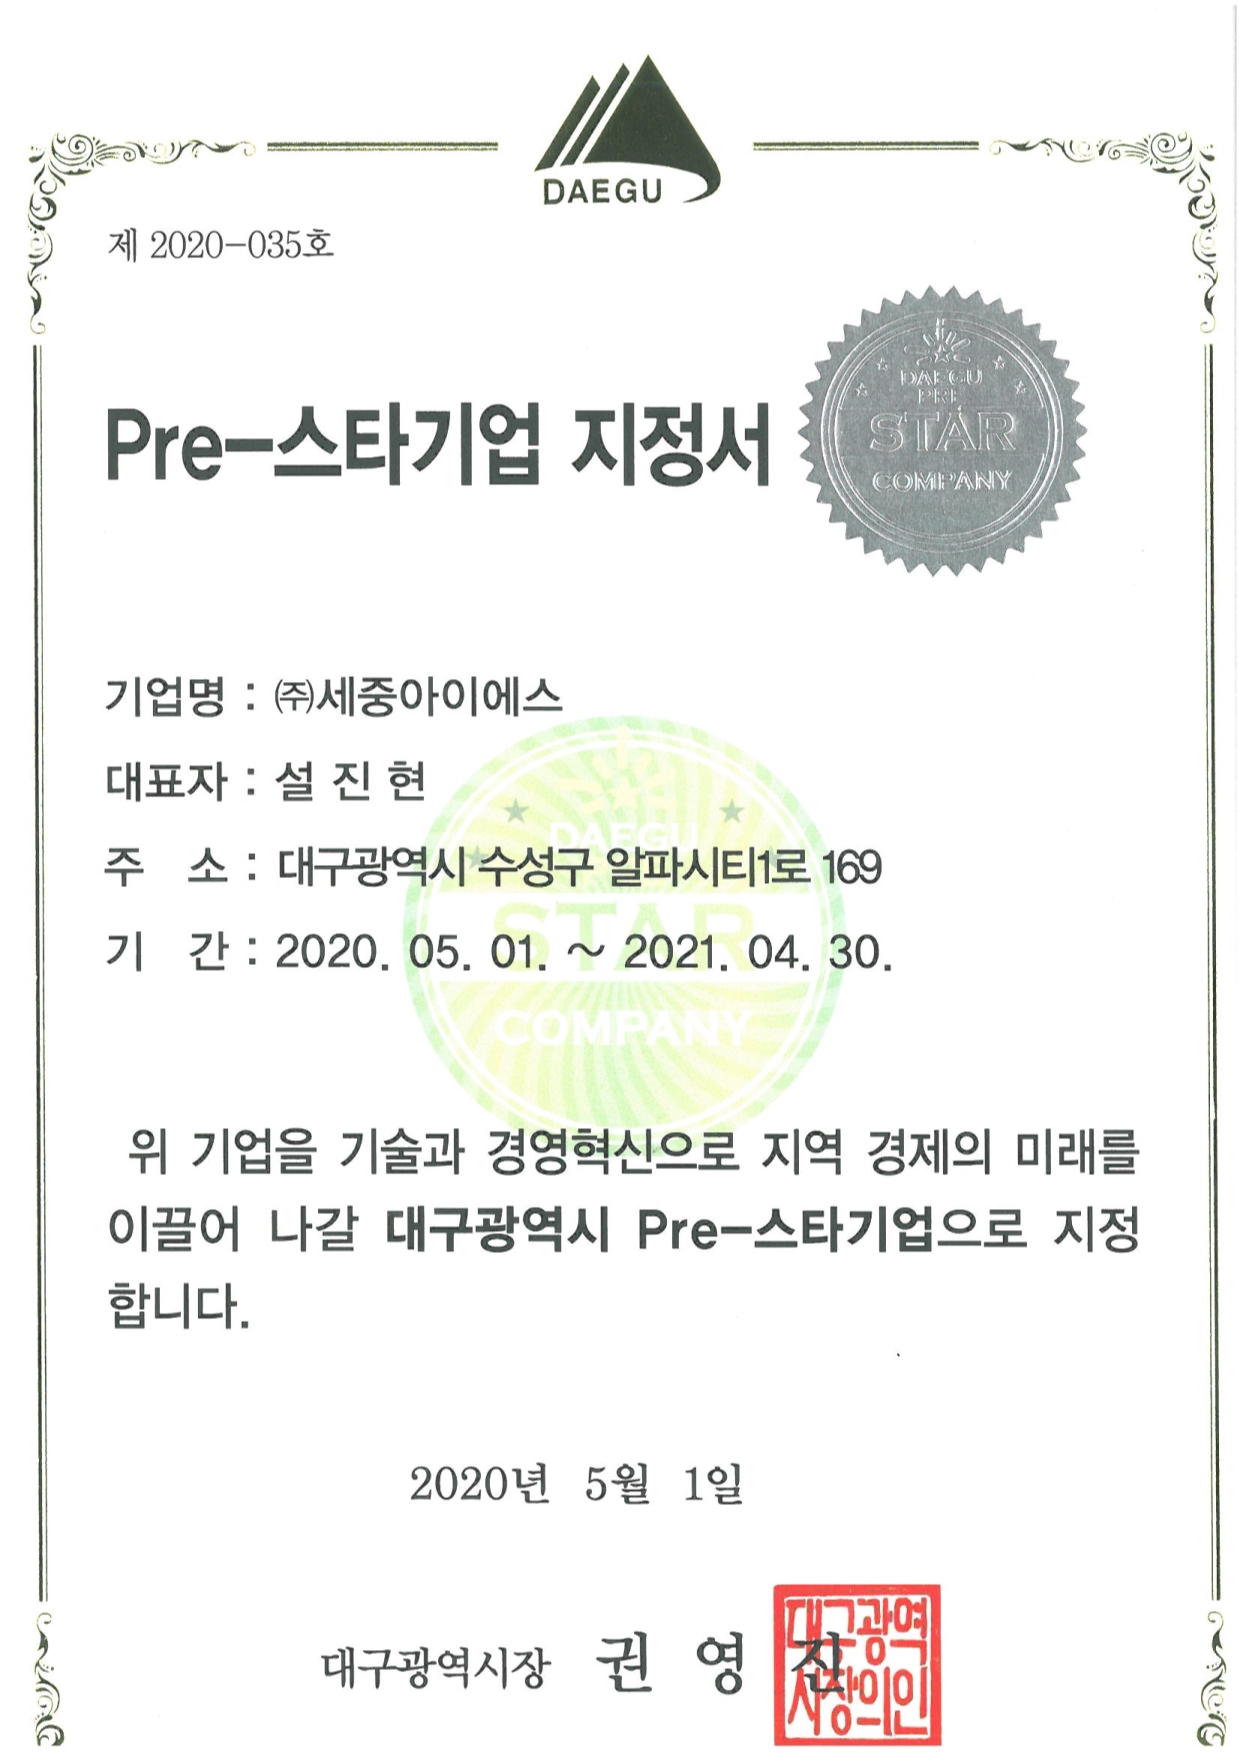 DAEGU
제 2020-035호
DAEGU
PRE
STAR
COMPANY
Pre-스타기업 지정서
기업명 : ㈜세중아이에스
대표자 : 설 진 현
주 소 : 대구광역시 수성구 알파시티1로 169
기 간 : 2020. 05. 01. ~ 2021. 04. 30.
DAEGU
STAR
COMPANY
위 기업을 기술과 경영혁신으로 지역 경제의 미래를
이끌어 나갈 대구광역시 Pre-스타기업으로 지정
합니다.
2020년 5월 1일
대구광역시장 권 영 진
대구광역
시장의인